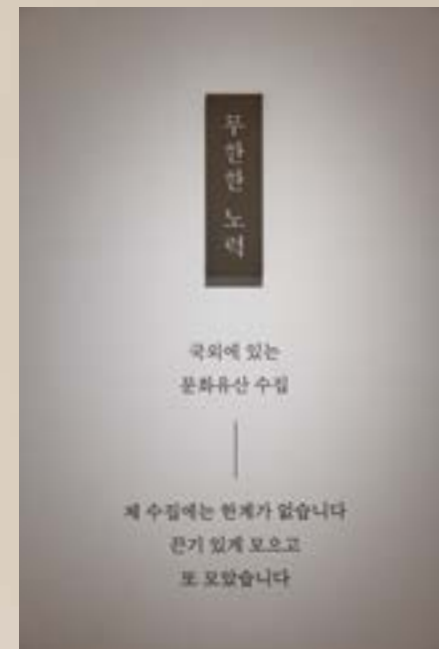 무한한 노력
국외에 있는
문화유산 수집
제 수집에는 한계가 없습니다
끈기 있게 모으고
또 모았습니다